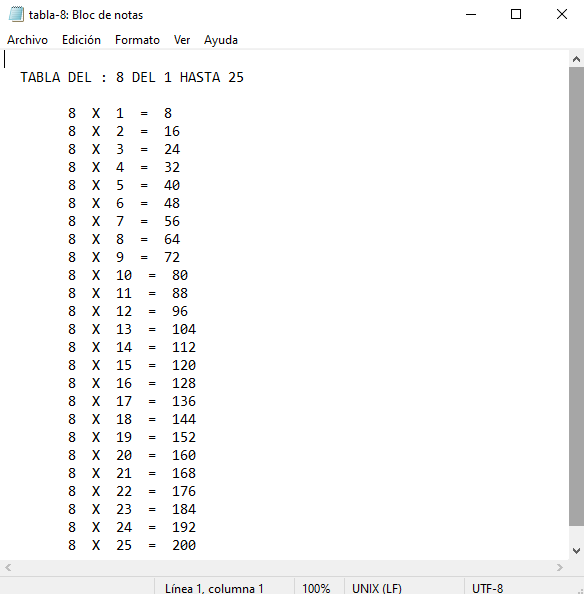 tabla-8: Bloc de notas
Archivo Edición Formato Ver Ayuda
TABLA DEL : 8 DEL 1 HASTA 25
8 X 1 = 8
8 X 2 = 16
8 X 3 = 24
8 X 4 = 32
8 X 5 = 40
8 X 6 = 48
8 X 7 = 56
8 X 8 = 64
8 X 9 = 72
8 X 10 = 80
8 X 11 = 88
8 X 12 = 96
8 X 13 = 104
8 X 14 = 112
8 X 15 = 120
8 X 16 = 128
8 X 17 = 136
8 X 18 = 144
8 X 19 = 152
8 X 20 = 160
8 X 21 = 168
8 X 22 = 176
8 X 23 = 184
8 X 24 = 192
8 X 25 = 200
Línea 1, columna 1 100% UNIX (LF) UTF-8